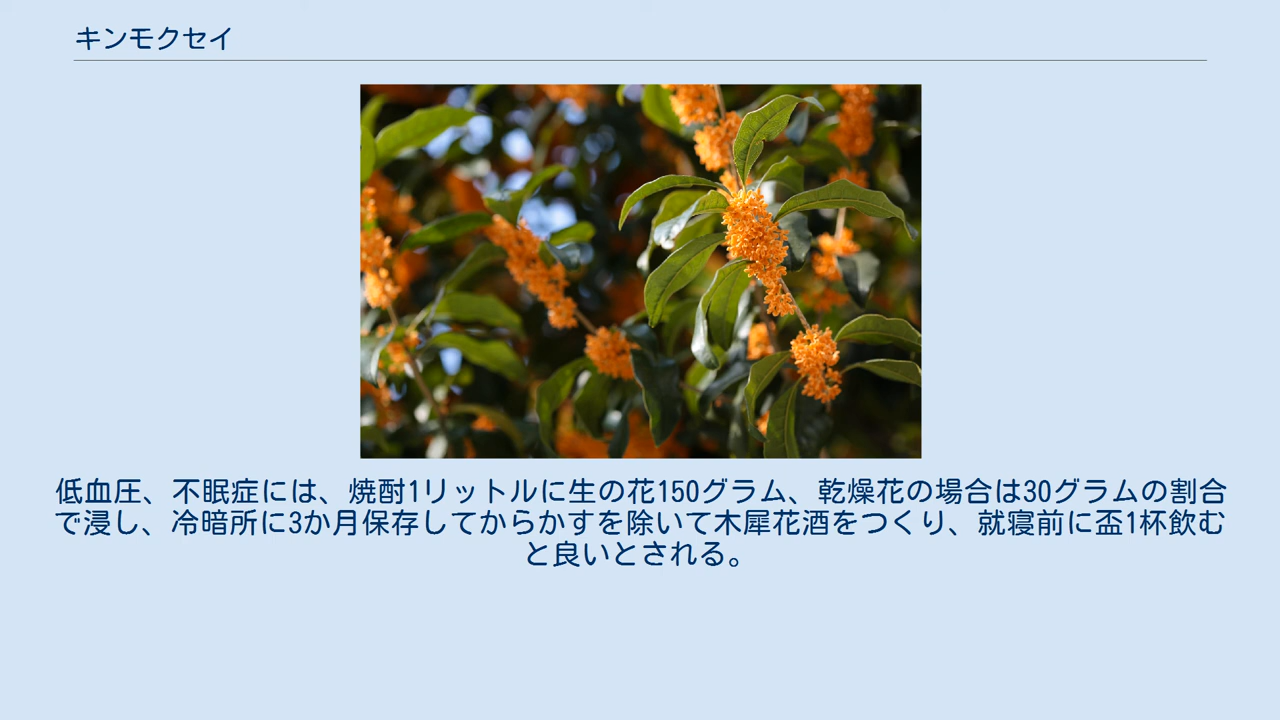 キンモクセイ
低血圧、不眠症には、焼酎1リットルに生の花150グラム、乾燥花の場合は30グラムの割合
で浸し、冷暗所に3か月保存してからかすを除いて木犀花酒をつくり、就寝前に盃1杯飲む
と良いとされる。